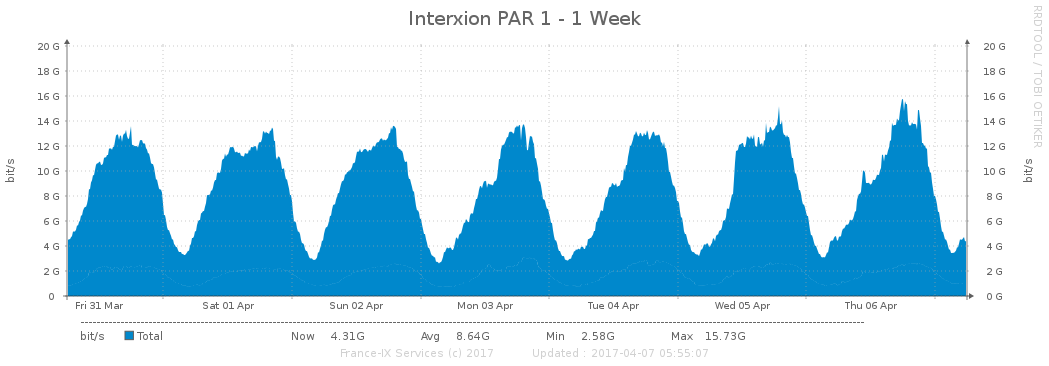 Interxion PAR 1 - 1 Week
RRDTOOL / TOBI OETIKER
bit/s
bit/s
20 G 20 G
18 G 18 G
16 G 16 G
14 G 14 G
12 G 12 G
10 G 10 G
8 G 8 G
6 G 6 G
4 G 4 G
2 G 2 G
0 0 G
Fri 31 Mar Sat 01 Apr Sun 02 Apr Mon 03 Apr Tue 04 Apr Wed 05 Apr Thu 06 Apr
bit/s Total Now 4.31G Avg 8.64G Min 2.58G Max 15.73G
France-IX Services (c) 2017 Updated : 2017-04-07 05:55:07